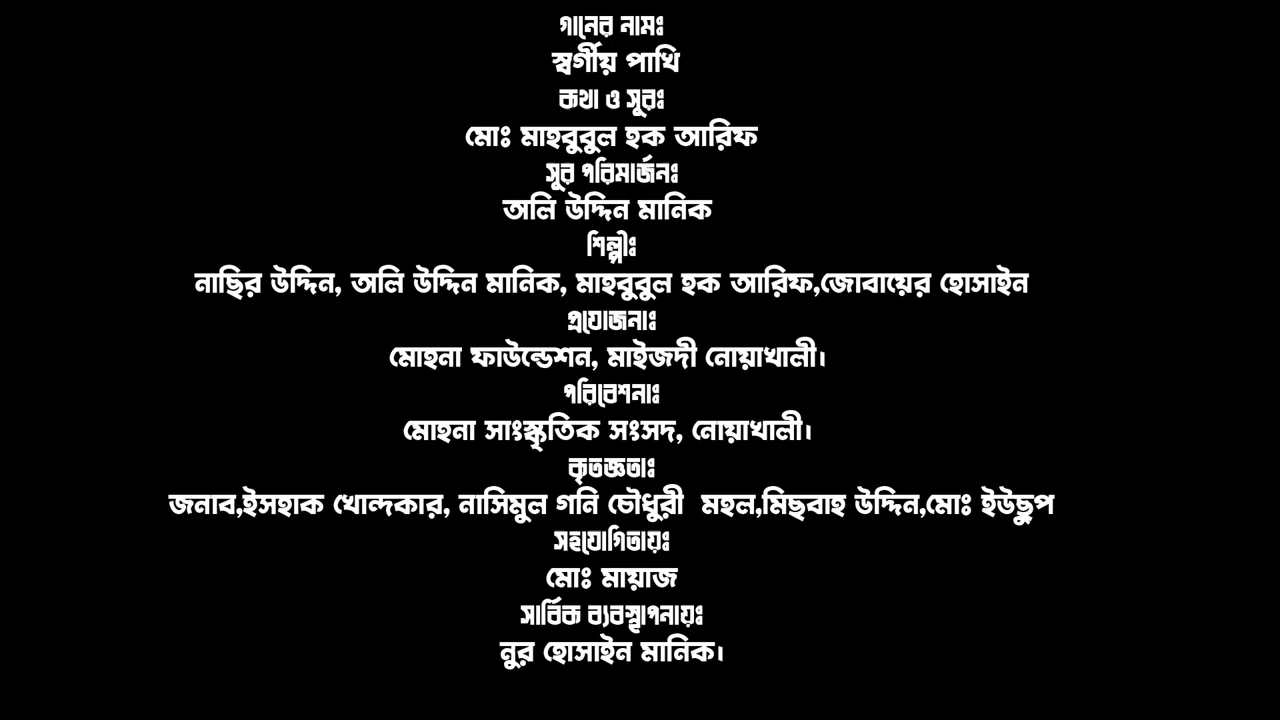 গানের নামঃ
স্বর্গীয় পাখি
কথা ও সুরঃ
মোঃ মাহবুবুল হক আরিফ
সুর পরিমার্জনঃ
অলি উদ্দিন মানিক
শিল্পীঃ
নাছির উদ্দিন, অলি উদ্দিন মানিক, মাহবুবুল হক আরিফ,জোবায়ের হোসাইন
প্রযোজনাঃ
মোহনা ফাউন্ডেশন, মাইজদী নোয়াখালী।
পরিবেশনাঃ
মোহনা সাংস্কৃতিক সংসদ, নোয়াখালী।
কৃতজ্ঞতাঃ
জনাব,ইসহাক খোন্দকার, নাসিমুল গনি চৌধুরী মহল,মিছবাহ উদ্দিন,মোঃ ইউছুপ
সহযোগিতায়ঃ
মোঃ মায়াজ
সার্বিক ব্যবস্থাপনায়ঃ
নুর হোসাইন মানিক।